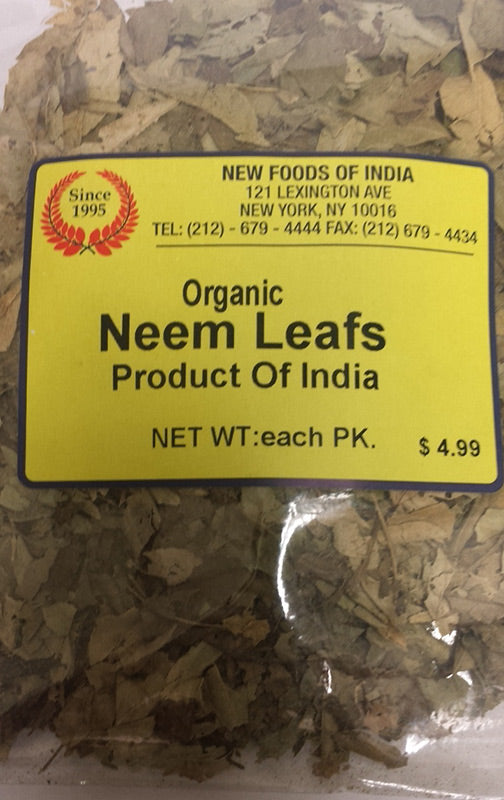 Since
1995
NEW FOODS OF INDIA
121 LEXINGTON AVE
NEW YORK, NY 10016
TEL: (212) - 679 - 4444 FAX: (212) 679 - 4434
Organic
Neem Leafs
Product Of India
NET WT:each PK.
$ 4.99